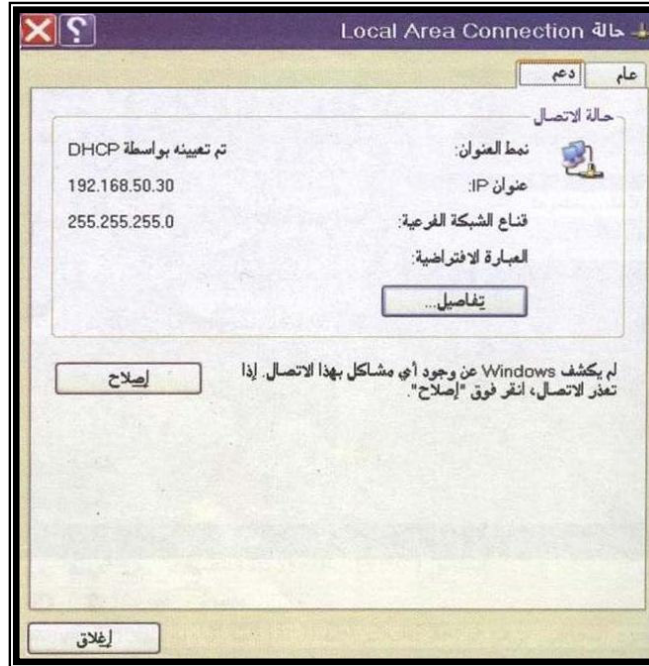 حالة Local Area Connection
عام
دعم
حالة الاتصال
نمط العنوان: تم تعيينه بواسطة DHCP
عنوان IP: 192.168.50.30
قناع الشبكة الفرعية: 255.255.255.0
العبارة الافتراضية:
تفاصيل...
لم يكشف Windows عن وجود أي مشاكل بهذا الاتصال. إذا
تعذر الاتصال، انقر فوق "إصلاح".
إصلاح
إغلاق